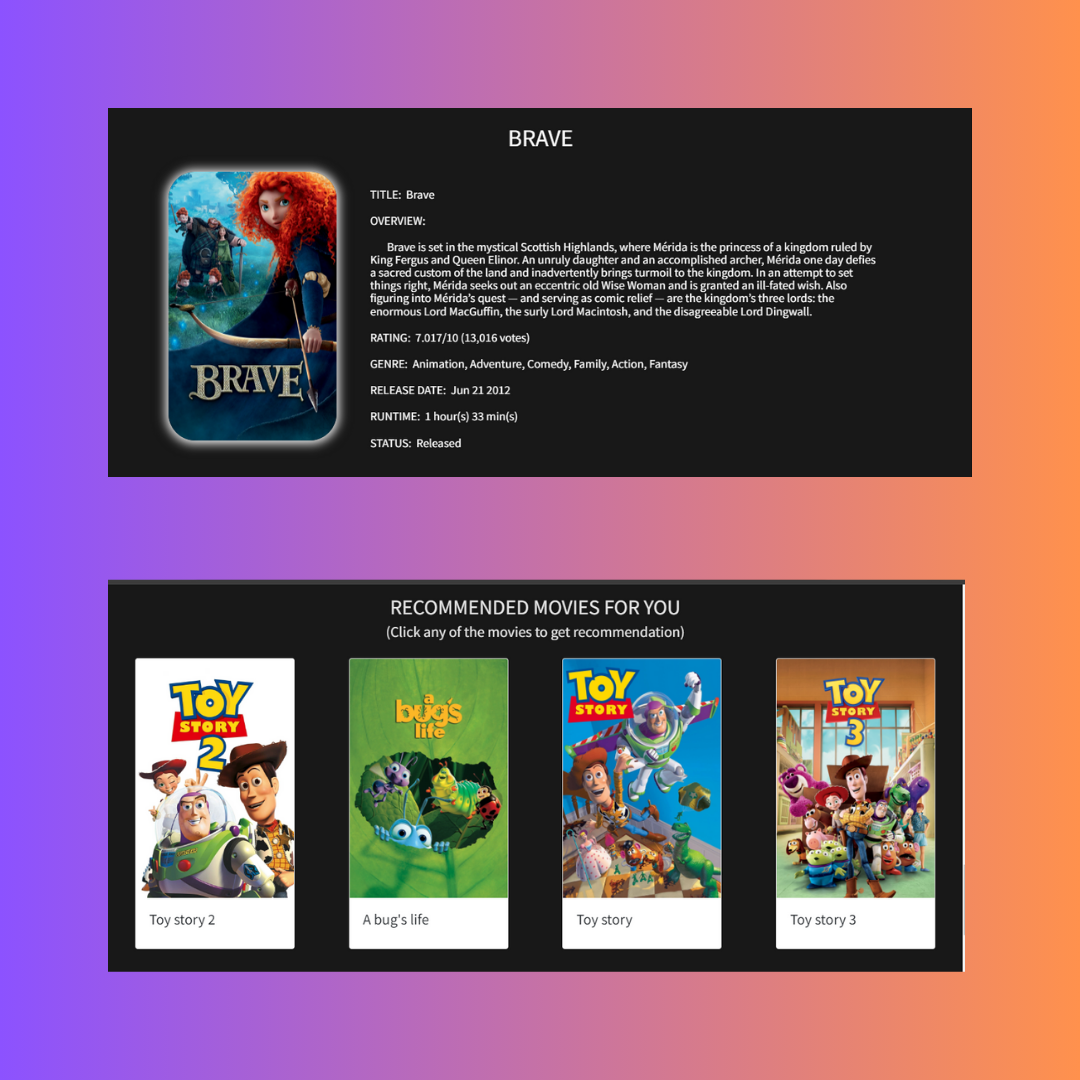 BRAVE
BRAVE
TITLE: Brave
OVERVIEW:
Brave is set in the mystical Scottish Highlands, where Mérida is the princess of a kingdom ruled by
King Fergus and Queen Elinor. An unruly daughter and an accomplished archer, Mérida one day defies
a sacred custom of the land and inadvertently brings turmoil to the kingdom. In an attempt to set
things right, Mérida seeks out an eccentric old Wise Woman and is granted an ill-fated wish. Also
figuring into Mérida's quest — and serving as comic relief — are the kingdom's three lords: the
enormous Lord MacGuffin, the surly Lord Macintosh, and the disagreeable Lord Dingwall.
RATING: 7.017/10 (13,016 votes)
GENRE: Animation, Adventure, Comedy, Family, Action, Fantasy
RELEASE DATE: Jun 21 2012
RUNTIME: 1 hour(s) 33 min(s)
STATUS: Released
RECOMMENDED MOVIES FOR YOU
(Click any of the movies to get recommendation)
TOY
STORY
2
Toy story 2
a
bug's
life
A bug's life
TOY
STORY
Toy story
TOY
STORY
3
Toy story 3